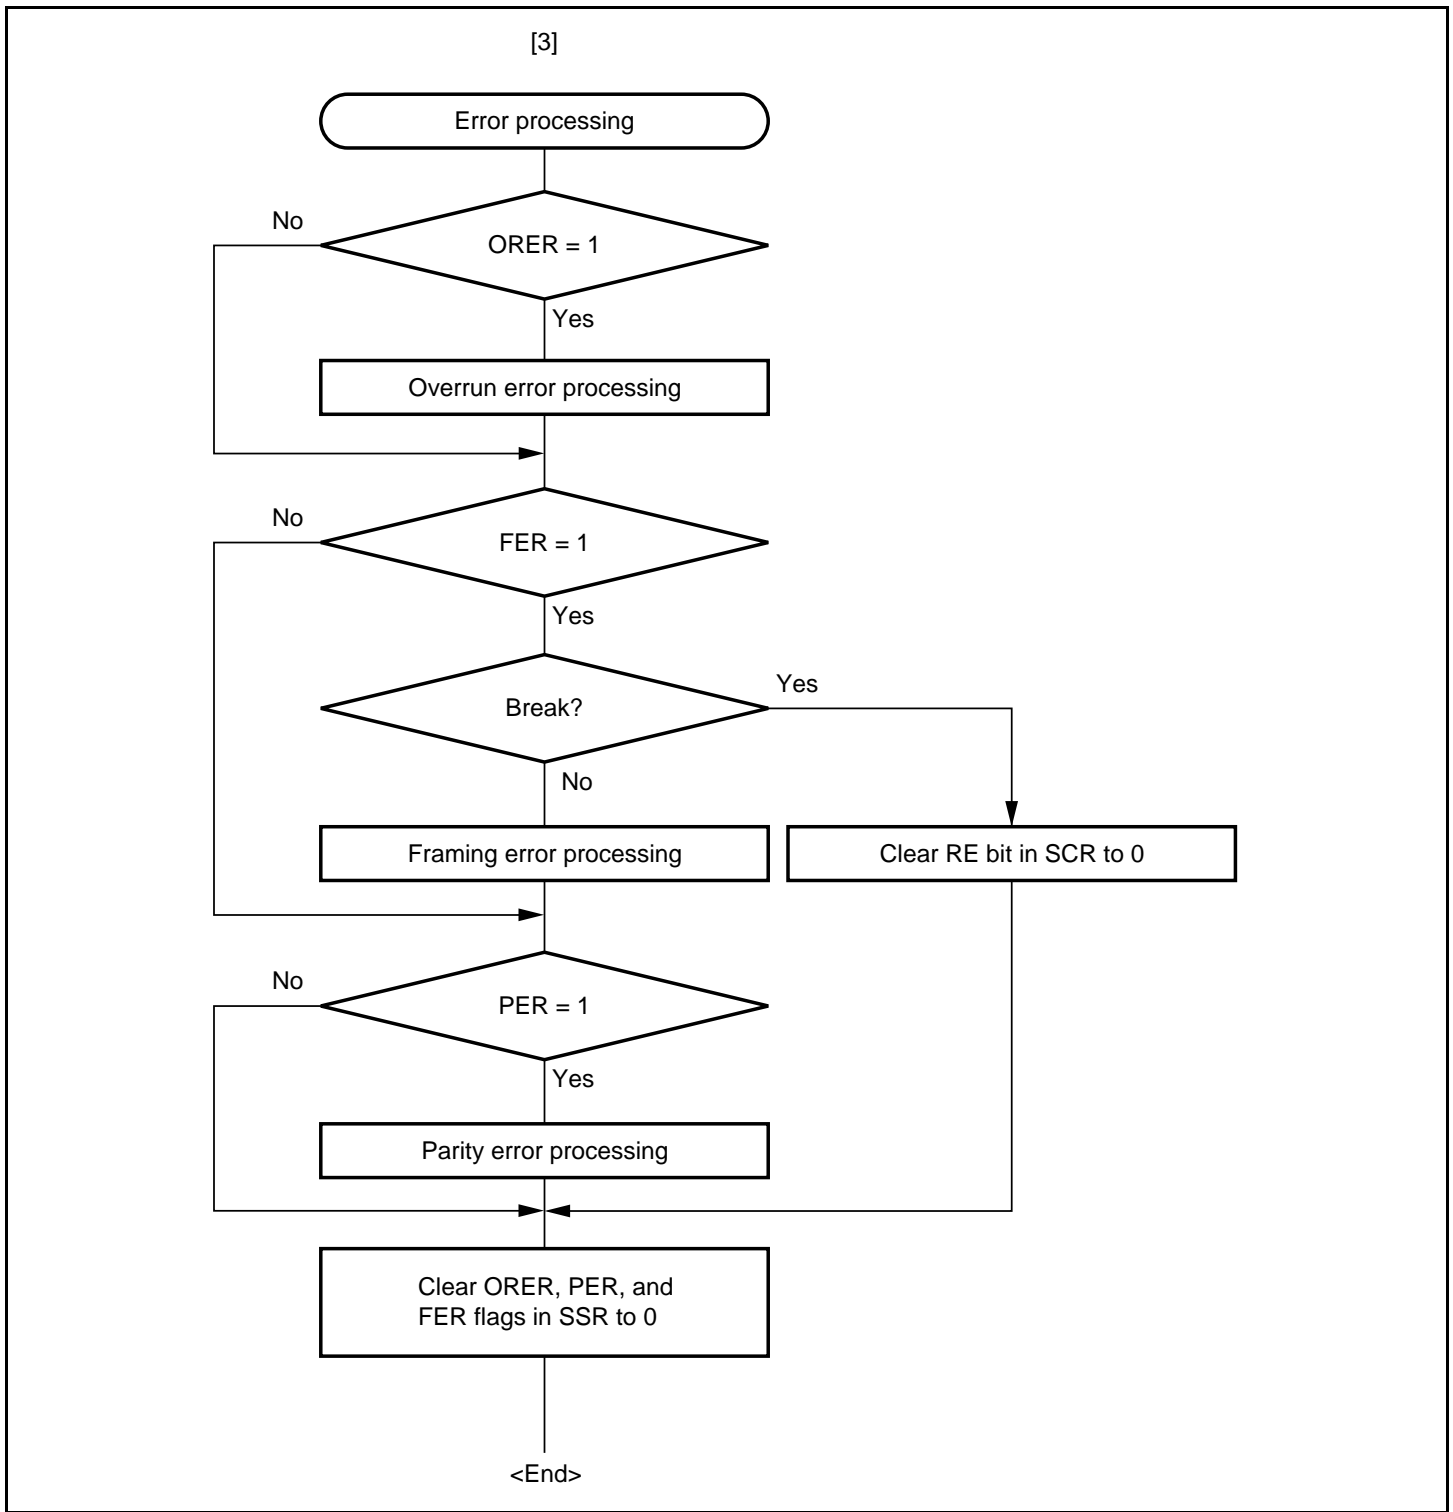 [3]
Error processing
No
ORER = 1
Yes
Overrun error processing
No
FER = 1
Yes
Yes
Break?
No
Framing error processing
Clear RE bit in SCR to 0
No
PER = 1
Yes
Parity error processing
Clear ORER, PER, and
FER flags in SSR to 0
<End>